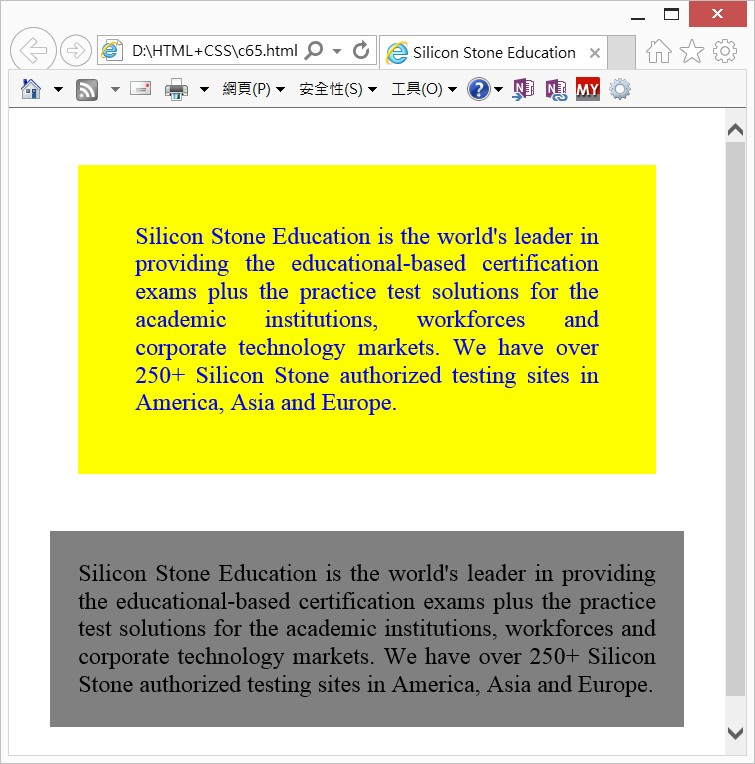 D:\HTML+CSS\c65.html
Silicon Stone Education
網頁(P)
安全性(S)
工具(O)
MY
Silicon Stone Education is the world's leader in
providing the educational-based certification
exams plus the practice test solutions for the
academic institutions, workforces and
corporate technology markets. We have over
250+ Silicon Stone authorized testing sites in
America, Asia and Europe.
Silicon Stone Education is the world's leader in providing
the educational-based certification exams plus the practice
test solutions for the academic institutions, workforces and
corporate technology markets. We have over 250+ Silicon
Stone authorized testing sites in America, Asia and Europe.